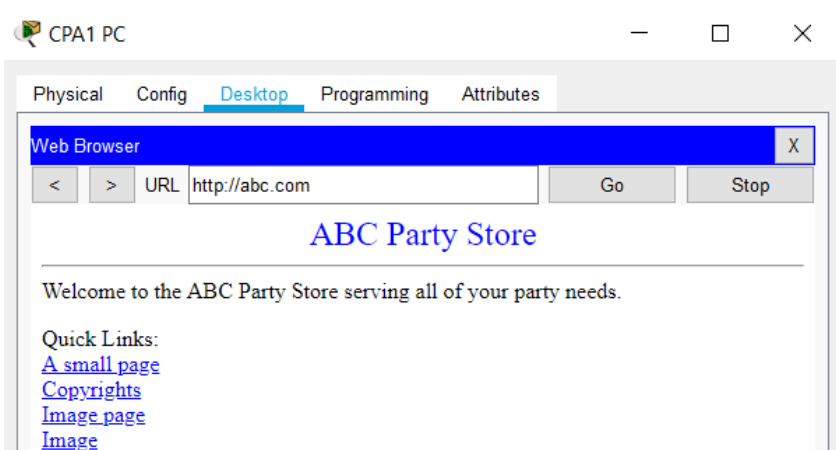 CPA1 PC
Physical Config Desktop Programming Attributes
Web Browser X
< > URL http://abc.com Go Stop
ABC Party Store
Welcome to the ABC Party Store serving all of your party needs.
Quick Links:
A small page
Copyrights
Image page
Image